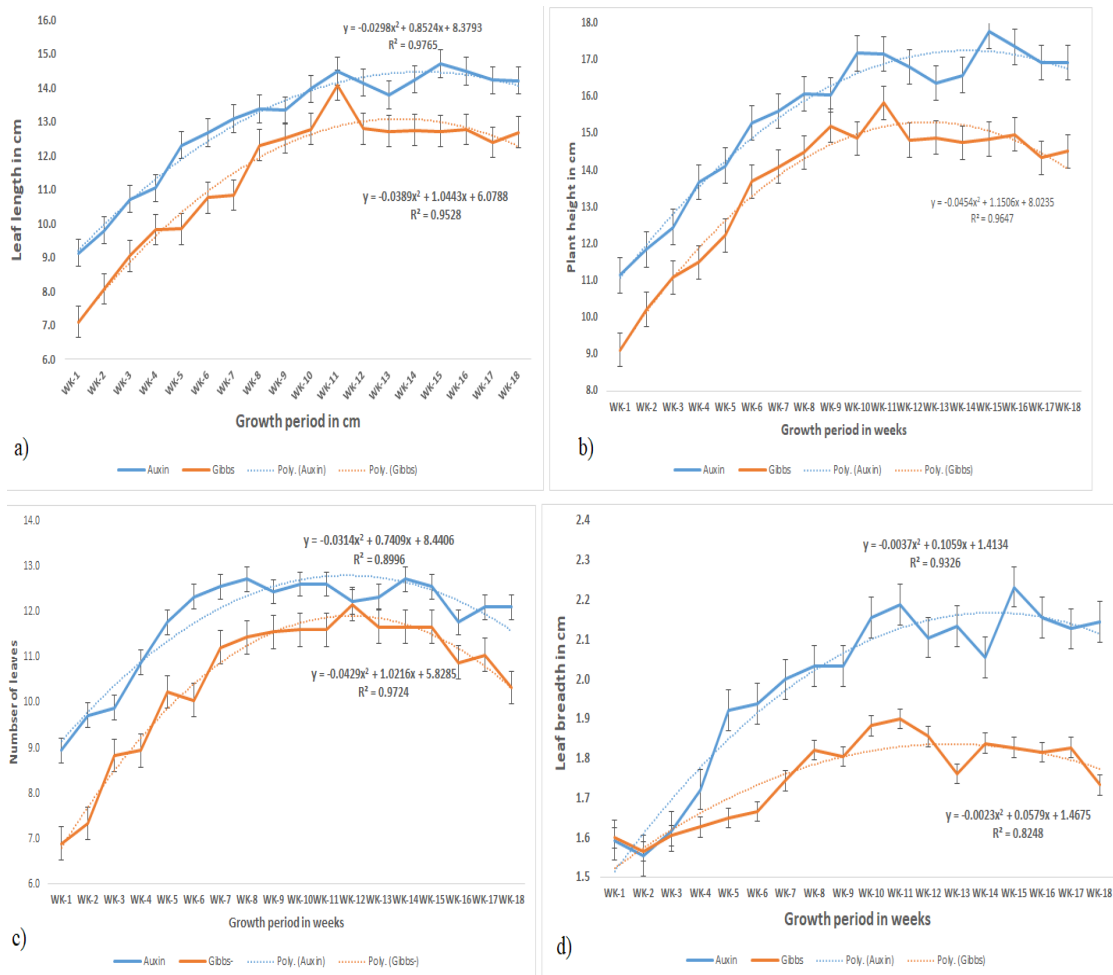 16.0
15.0
14.0
13.0
12.0
11.0
10.0
9.0
8.0
7.0
6.0
Leaf length in cm
y = -0.0298x² + 0.8524x + 8.3793
R² = 0.9765
y = -0.0389x² + 1.0443x + 6.0788
R² = 0.9528
WK-1 WK-2 WK-3 WK-4 WK-5 WK-6 WK-7 WK-8 WK-9 WK-10 WK-11 WK-12 WK-13 WK-14 WK-15 WK-16 WK-17 WK-18
Growth period in cm
a)
Auxin Gibbs Poly. (Auxin) Poly. (Gibbs)
18.0
17.0
16.0
15.0
14.0
13.0
12.0
11.0
10.0
9.0
8.0
Plant height in cm
y = -0.0454x² + 1.1506x + 8.0235
R² = 0.9647
WK-1 WK-2 WK-3 WK-4 WK-5 WK-6 WK-7 WK-8 WK-9 WK-10 WK-11 WK-12 WK-13 WK-14 WK-15 WK-16 WK-17 WK-18
Growth period in weeks
b)
Auxin Gibbs Poly. (Auxin) Poly. (Gibbs)
14.0
13.0
12.0
11.0
10.0
9.0
8.0
7.0
6.0
Numbser of leaves
y = -0.0314x² + 0.7409x + 8.4406
R² = 0.8996
y = -0.0429x² + 1.0216x + 5.8285
R² = 0.9724
WK-1 WK-2 WK-3 WK-4 WK-5 WK-6 WK-7 WK-8 WK-9 WK-10 WK-11 WK-12 WK-13 WK-14 WK-15 WK-16 WK-17 WK-18
Growth period in weeks
c)
Auxin Gibbs- Poly. (Auxin) Poly. (Gibbs-)
2.4
2.3
2.2
2.1
2.0
1.9
1.8
1.7
1.6
1.5
Leaf breadth in cm
y = -0.0037x² + 0.1059x + 1.4134
R² = 0.9326
y = -0.0023x² + 0.0579x + 1.4675
R² = 0.8248
WK-1 WK-2 WK-3 WK-4 WK-5 WK-6 WK-7 WK-8 WK-9 WK-10 WK-11 WK-12 WK-13 WK-14 WK-15 WK-16 WK-17 WK-18
Growth period in weeks
d)
Auxin Gibbs Poly. (Auxin) Poly. (Gibbs)